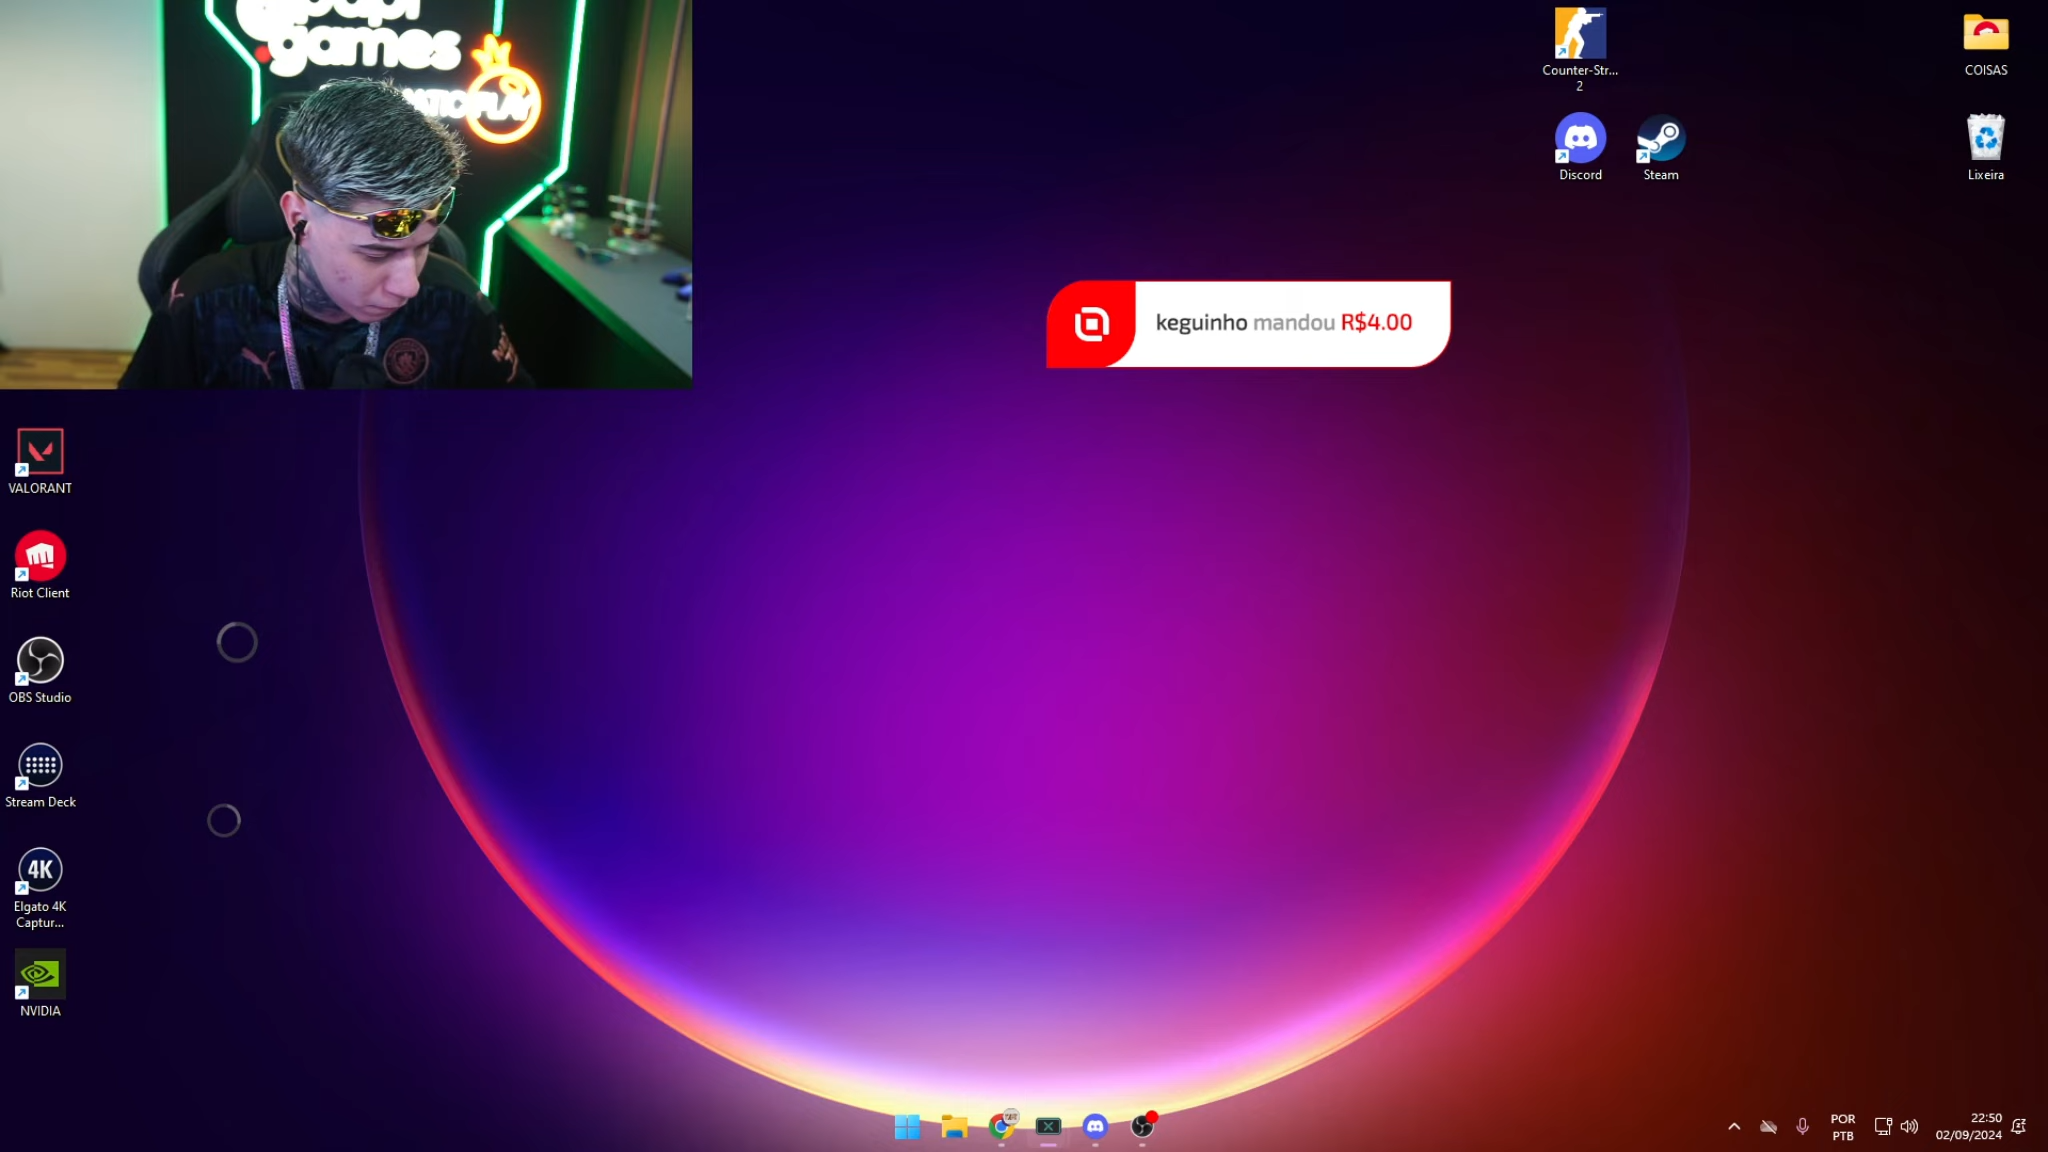 games
Counter-Str...
2
COISAS
Discord
Steam
Lixeira
keguinho mandou R$4.00
VALORANT
Riot Client
OBS Studio
Stream Deck
4K
Elgato 4K
Captur...
NVIDIA
POR
PTB
22:50
02/09/2024